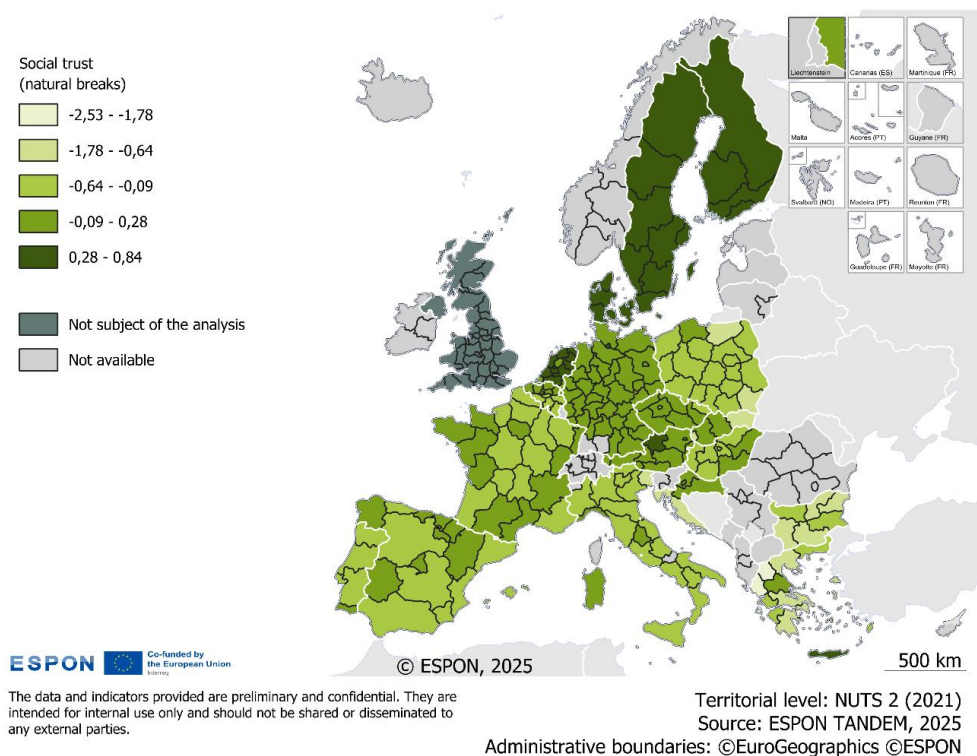 Social trust
(natural breaks)
-2,53 - -1,78
-1,78 - -0,64
-0,64 - -0,09
-0,09 - 0,28
0,28 - 0,84
Not subject of the analysis
Not available
Liechtenstein
Canarias (ES)
Martinique (FR)
Malta
Acores (PT)
Guyane (FR)
Svalbard (NO)
Madeira (PT)
Reunion (FR)
Guadeloupe (FR)
Mayotte (FR)
ESPON
Co-funded by
the European Union
Interreg
© ESPON, 2025
500 km
The data and indicators provided are preliminary and confidential. They are
intended for internal use only and should not be shared or disseminated to
any external parties.
Territorial level: NUTS 2 (2021)
Source: ESPON TANDEM, 2025
Administrative boundaries: ©EuroGeographics ©ESPON